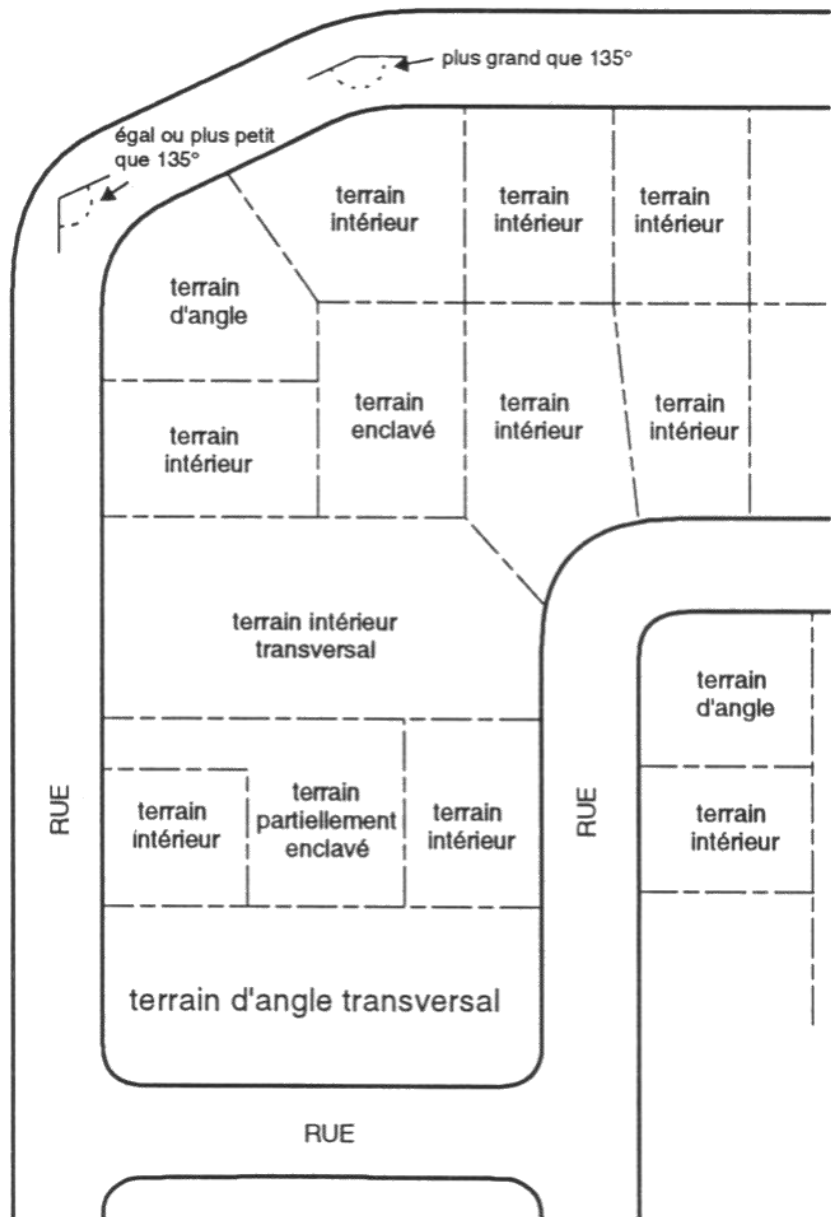 plus grand que 135°
égal ou plus petit
que 135°
terrain
intérieur
terrain
intérieur
terrain
intérieur
terrain
d'angle
terrain
enclavé
terrain
intérieur
terrain
intérieur
terrain
intérieur
terrain intérieur
transversal
terrain
d'angle
RUE
terrain
intérieur
terrain
partiellement
enclavé
terrain
intérieur
RUE
terrain
intérieur
terrain d'angle transversal
RUE